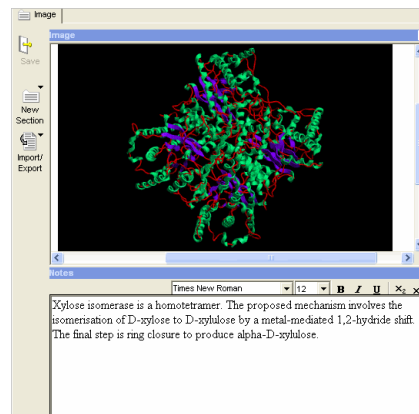 Image
Image
Save
New
Section
Import/
Export
Notes
Times New Roman
12
B I U X₂
Xylose isomerase is a homotetramer. The proposed mechanism involves the
isomerisation of D-xylose to D-xylulose by a metal-mediated 1,2-hydride shift.
The final step is ring closure to produce alpha-D-xylulose.